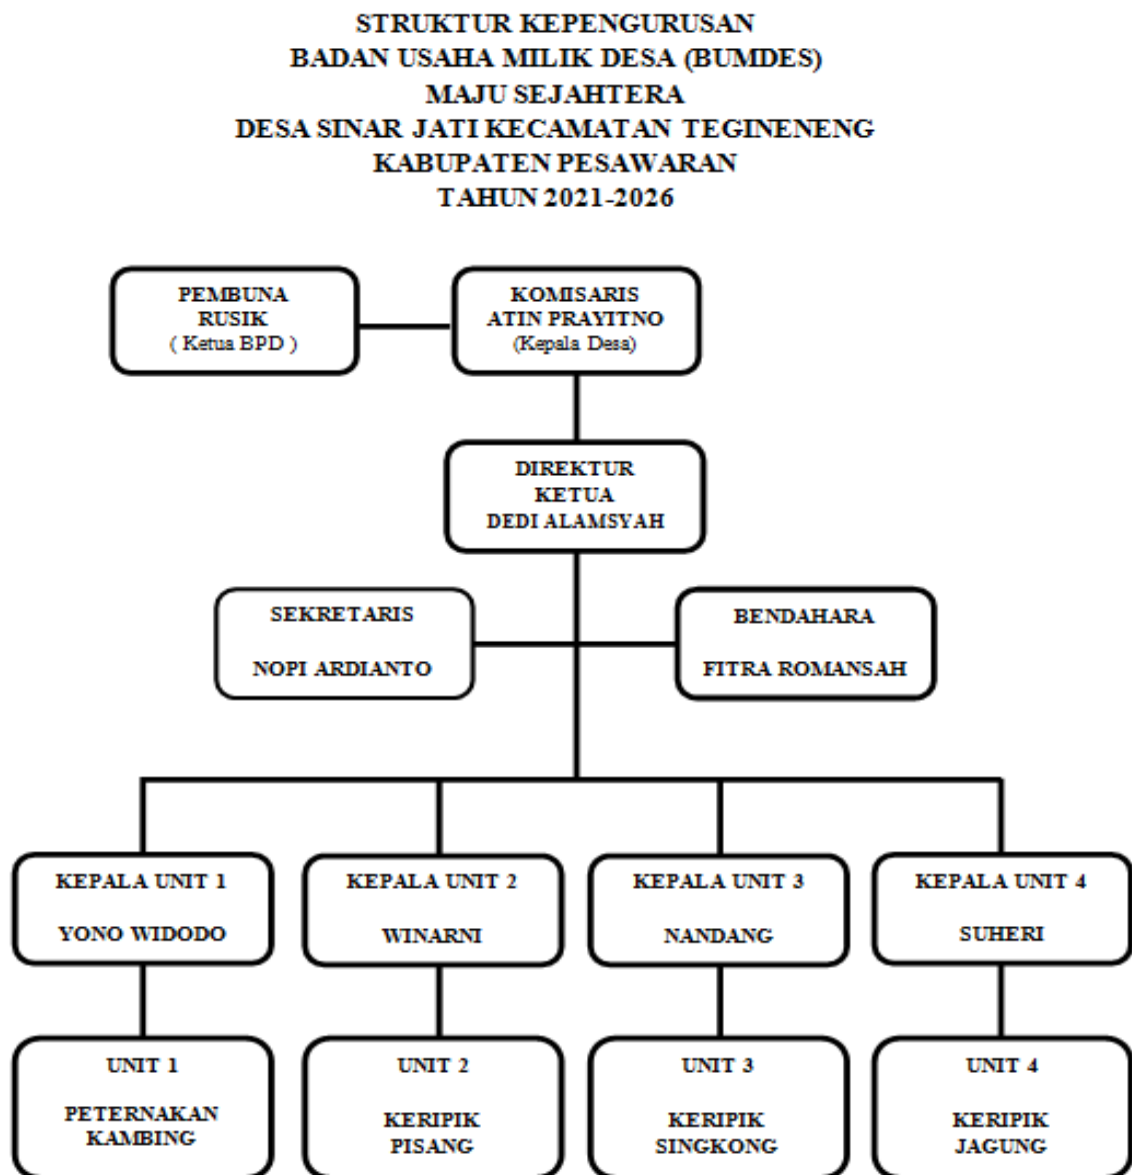 STRUKTUR KEPENGURUSAN
BADAN USAHA MILIK DESA (BUMDES)
MAJU SEJAHTERA
DESA SINAR JATI KECAMATAN TEGINENENG
KABUPATEN PESAWARAN
TAHUN 2021-2026
PEMBUNA
RUSIK
( Ketua BPD )
KOMISARIS
ATIN PRAYITNO
(Kepala Desa)
DIREKTUR
KETUA
DEDI ALAMSYAH
SEKRETARIS
NOPI ARDIANTO
BENDAHARA
FITRA ROMANSAH
KEPALA UNIT 1
YONO WIDODO
KEPALA UNIT 2
WINARNI
KEPALA UNIT 3
NANDANG
KEPALA UNIT 4
SUHERI
UNIT 1
PETERNAKAN
KAMBING
UNIT 2
KERIPIK
PISANG
UNIT 3
KERIPIK
SINGKONG
UNIT 4
KERIPIK
JAGUNG